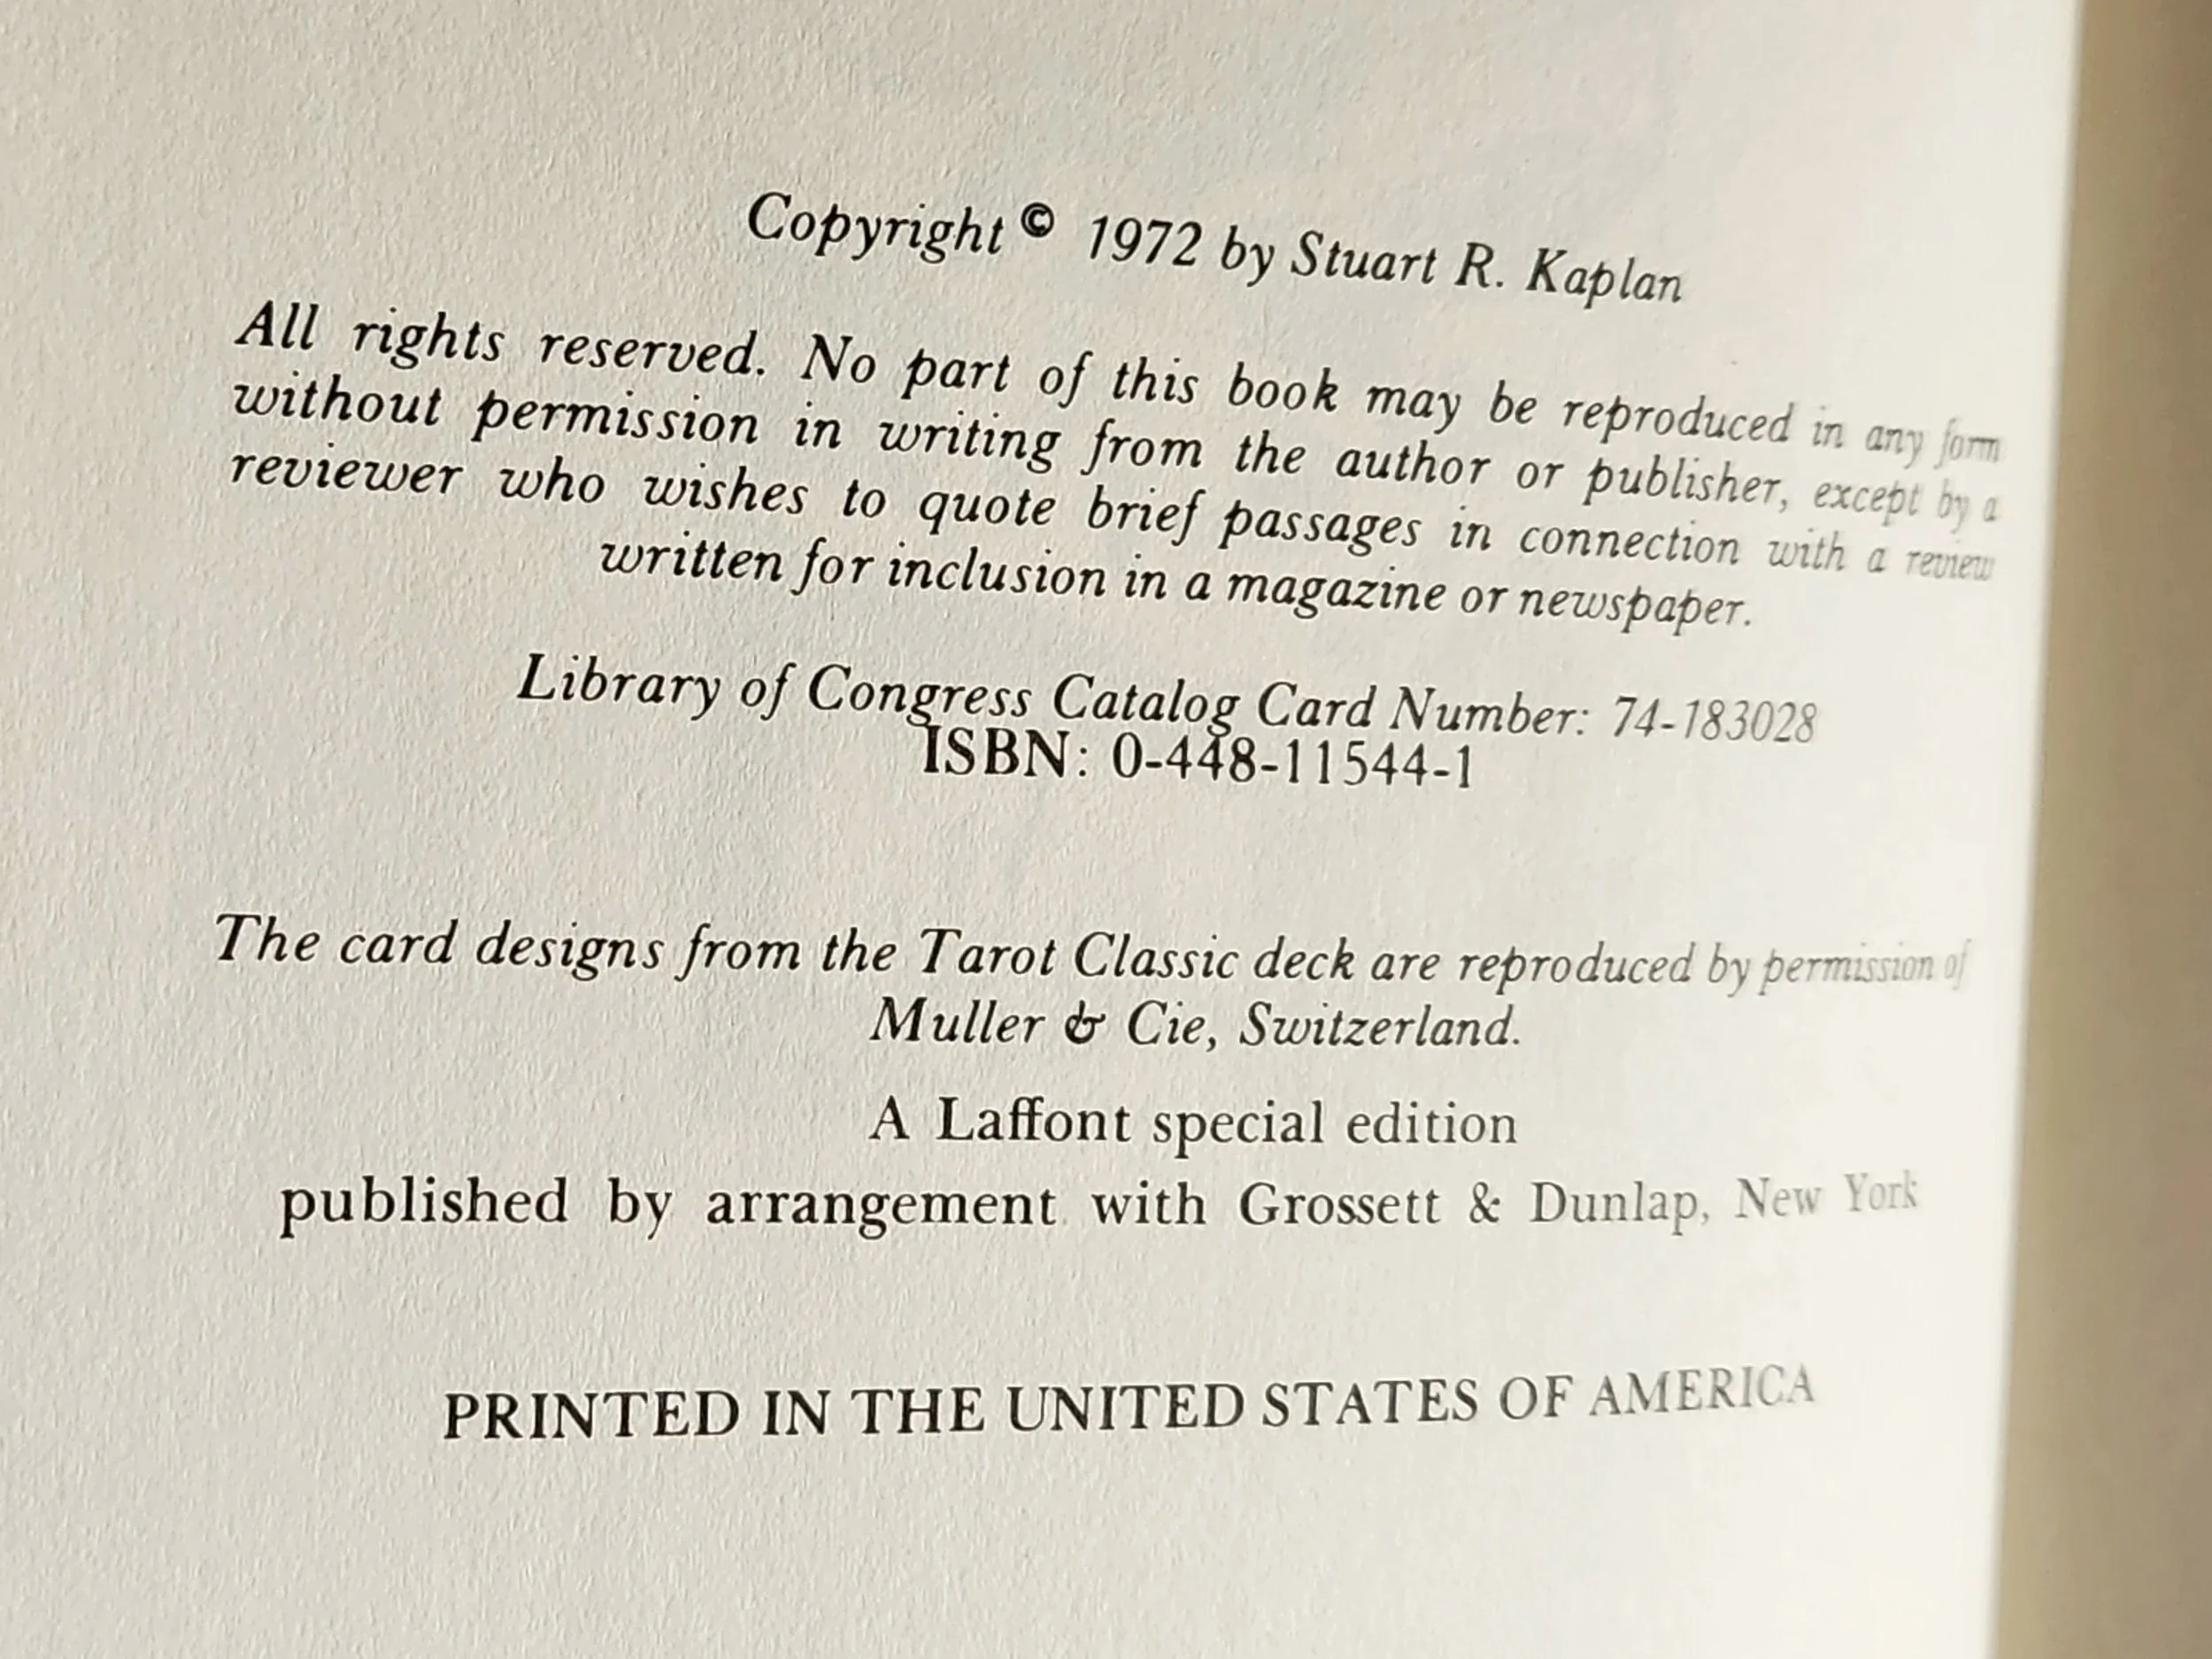 Copyright © 1972 by Stuart R. Kaplan
All rights reserved. No part of this book may be reproduced in any form
without permission in writing from the author or publisher, except by a
reviewer who wishes to quote brief passages in connection with a review
written for inclusion in a magazine or newspaper.
Library of Congress Catalog Card Number: 74-183028
ISBN: 0-448-11544-1
The card designs from the Tarot Classic deck are reproduced by permission of
Muller & Cie, Switzerland.
A Laffont special edition
published by arrangement with Grossett & Dunlap, New York
PRINTED IN THE UNITED STATES OF AMERICA